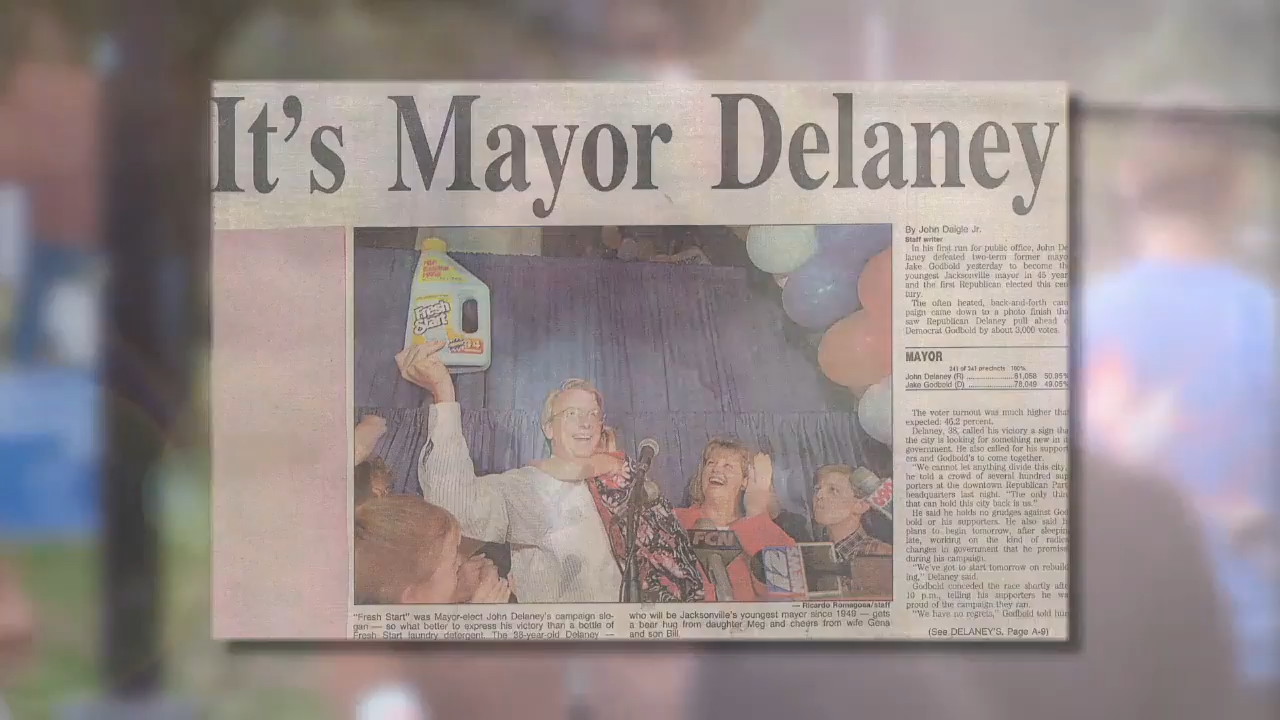 It's Mayor Delaney
FRESH
Start
By John Daigle Jr.
Staff writer
In his first run for public office, John De
laney defeated two-term former mayo
Jake Godbold yesterday to become th
youngest Jacksonville mayor in 45 year
and the first Republican elected this cen
tury.
The often heated, back-and-forth cam
paign came down to a photo finish tha
saw Republican Delaney pull ahead o
Democrat Godbold by about 3,000 votes.
MAYOR
241 of 241 precincts 100%
John Delaney (R) 81,058 50.95%
Jake Godbold (D) 78,049 49.05%
The voter turnout was much higher tha
expected: 46.2 percent.
Delaney, 38, called his victory a sign tha
the city is looking for something new in it
government. He also called for his support
ers and Godbold's to come together.
"We cannot let anything divide this city,
he told a crowd of several hundred sup
porters at the downtown Republican Part
headquarters last night. "The only thin
that can hold this city back is us."
He said he holds no grudges against God
bold or his supporters. He also said h
plans to begin tomorrow, after sleepin
late, working on the kind of radica
changes in government that he promise
during his campaign.
"We've got to start tomorrow on rebuild
ing," Delaney said.
Godbold conceded the race shortly afte
10 p.m., telling his supporters he wa
proud of the campaign they ran.
"We have no regrets," Godbold told hun
(See DELANEY'S, Page A-9)
FCN
12
— Ricardo Romagosa/staff
"Fresh Start" was Mayor-elect John Delaney's campaign slo-
gan — so what better to express his victory than a bottle of
Fresh Start laundry detergent. The 38-year-old Delaney —
who will be Jacksonville's youngest mayor since 1949 — gets
a bear hug from daughter Meg and cheers from wife Gena
and son Bill.